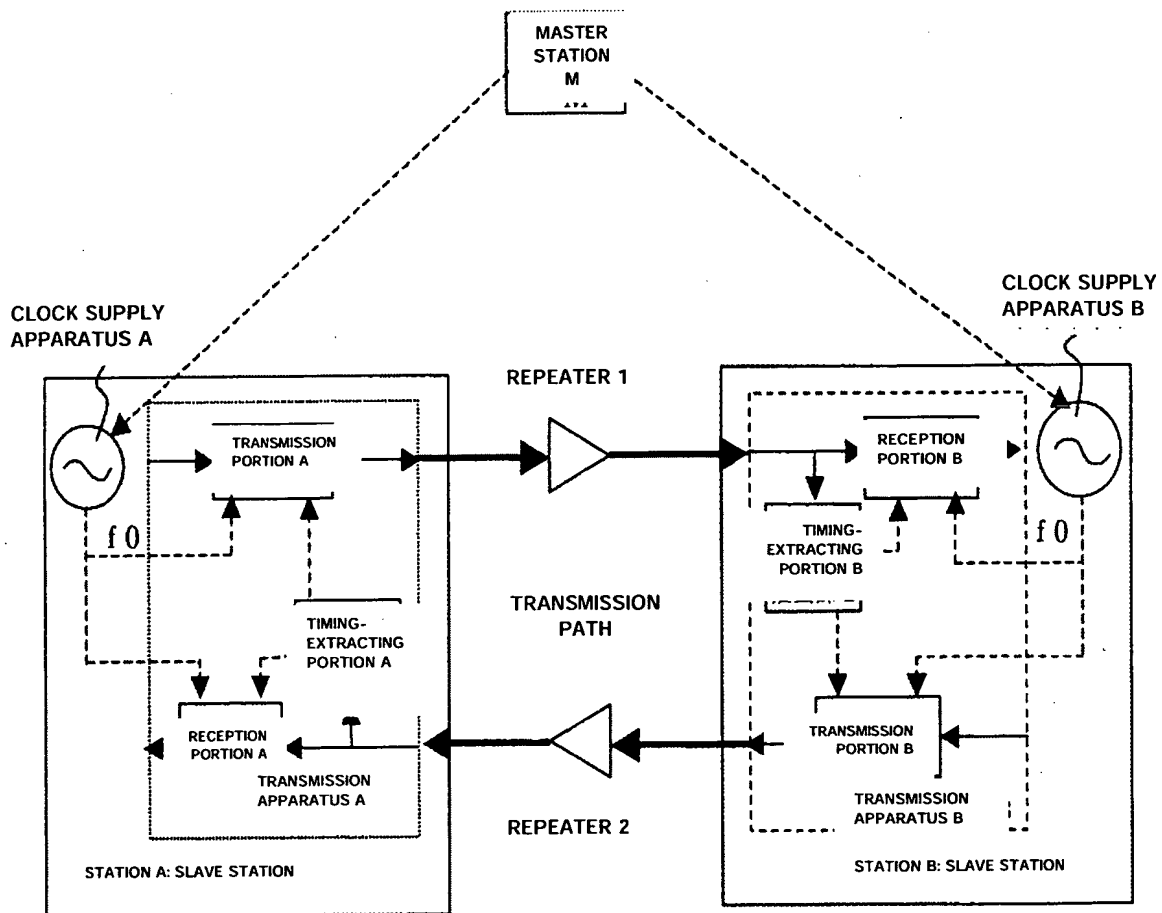 MASTER
STATION
M
CLOCK SUPPLY
APPARATUS A
CLOCK SUPPLY
APPARATUS B
REPEATER 1
TRANSMISSION
PORTION A
RECEPTION
PORTION B
f 0
f 0
TIMING-
EXTRACTING
PORTION B
TRANSMISSION
PATH
TIMING-
EXTRACTING
PORTION A
RECEPTION
PORTION A
TRANSMISSION
PORTION B
TRANSMISSION
APPARATUS A
TRANSMISSION
APPARATUS B
REPEATER 2
STATION A: SLAVE STATION
STATION B: SLAVE STATION